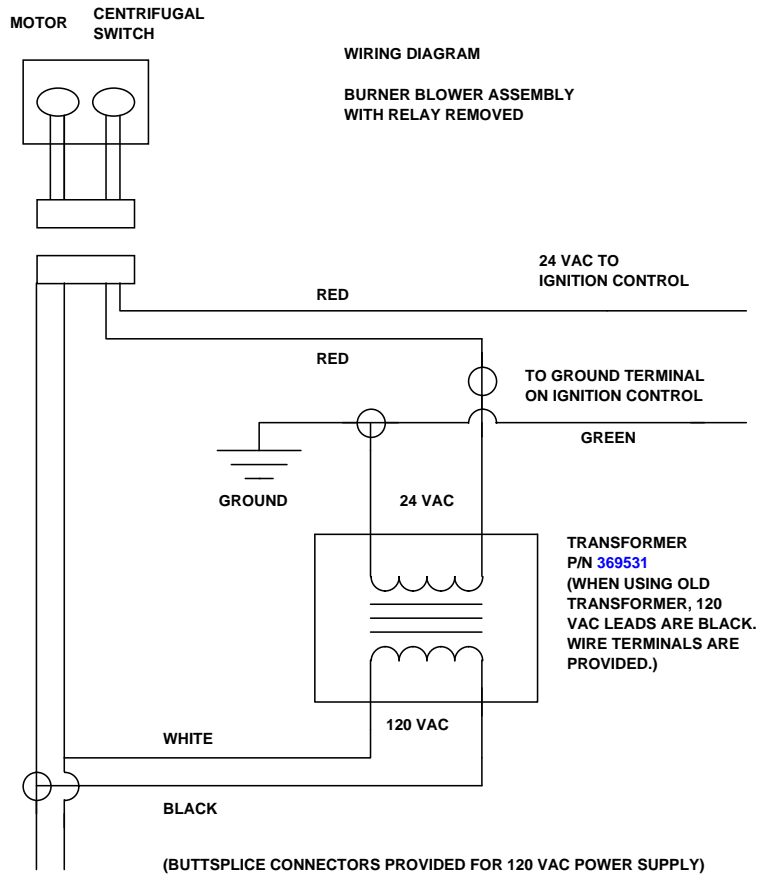 MOTOR
CENTRIFUGAL
SWITCH
WIRING DIAGRAM
BURNER BLOWER ASSEMBLY
WITH RELAY REMOVED
24 VAC TO
IGNITION CONTROL
RED
RED
TO GROUND TERMINAL
ON IGNITION CONTROL
GREEN
GROUND
24 VAC
TRANSFORMER
P/N 369531
(WHEN USING OLD
TRANSFORMER, 120
VAC LEADS ARE BLACK.
WIRE TERMINALS ARE
PROVIDED.)
120 VAC
WHITE
BLACK
(BUTTSPLICE CONNECTORS PROVIDED FOR 120 VAC POWER SUPPLY)